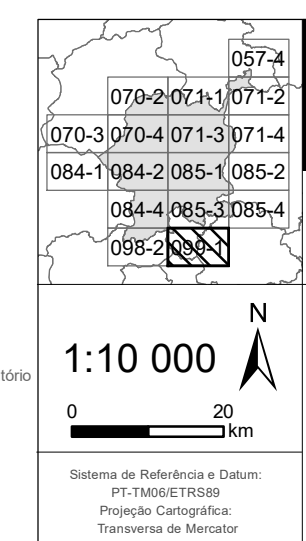 057-4
070-2 071-1 071-2
070-3 070-4 071-3 071-4
084-1 084-2 085-1 085-2
084-4 085-3 085-4
098-2 099-1
N
1:10 000
tório
0 20
km
Sistema de Referência e Datum:
PT-TM06/ETRS89
Projeção Cartográfica:
Transversa de Mercator